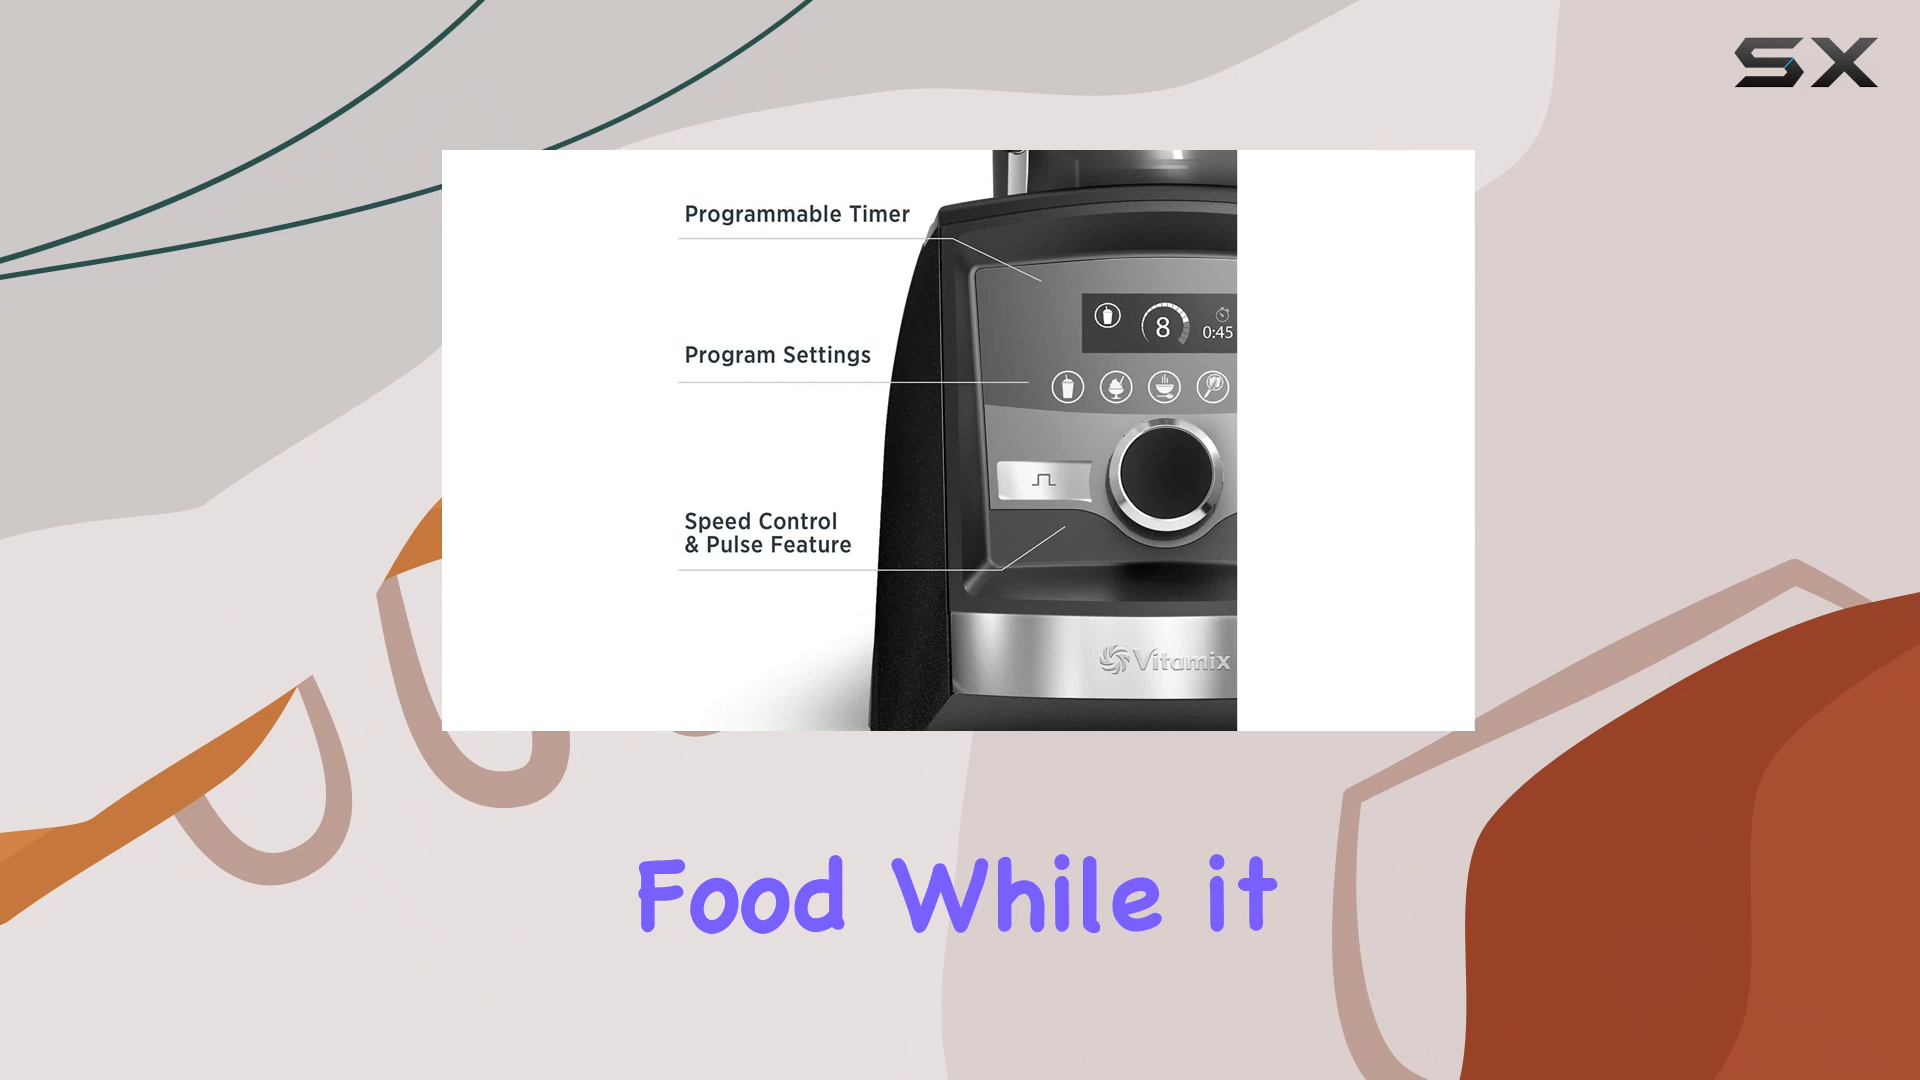 SX
Programmable Timer
8
0:45
Program Settings
Speed Control
& Pulse Feature
Vitamix
Food While it